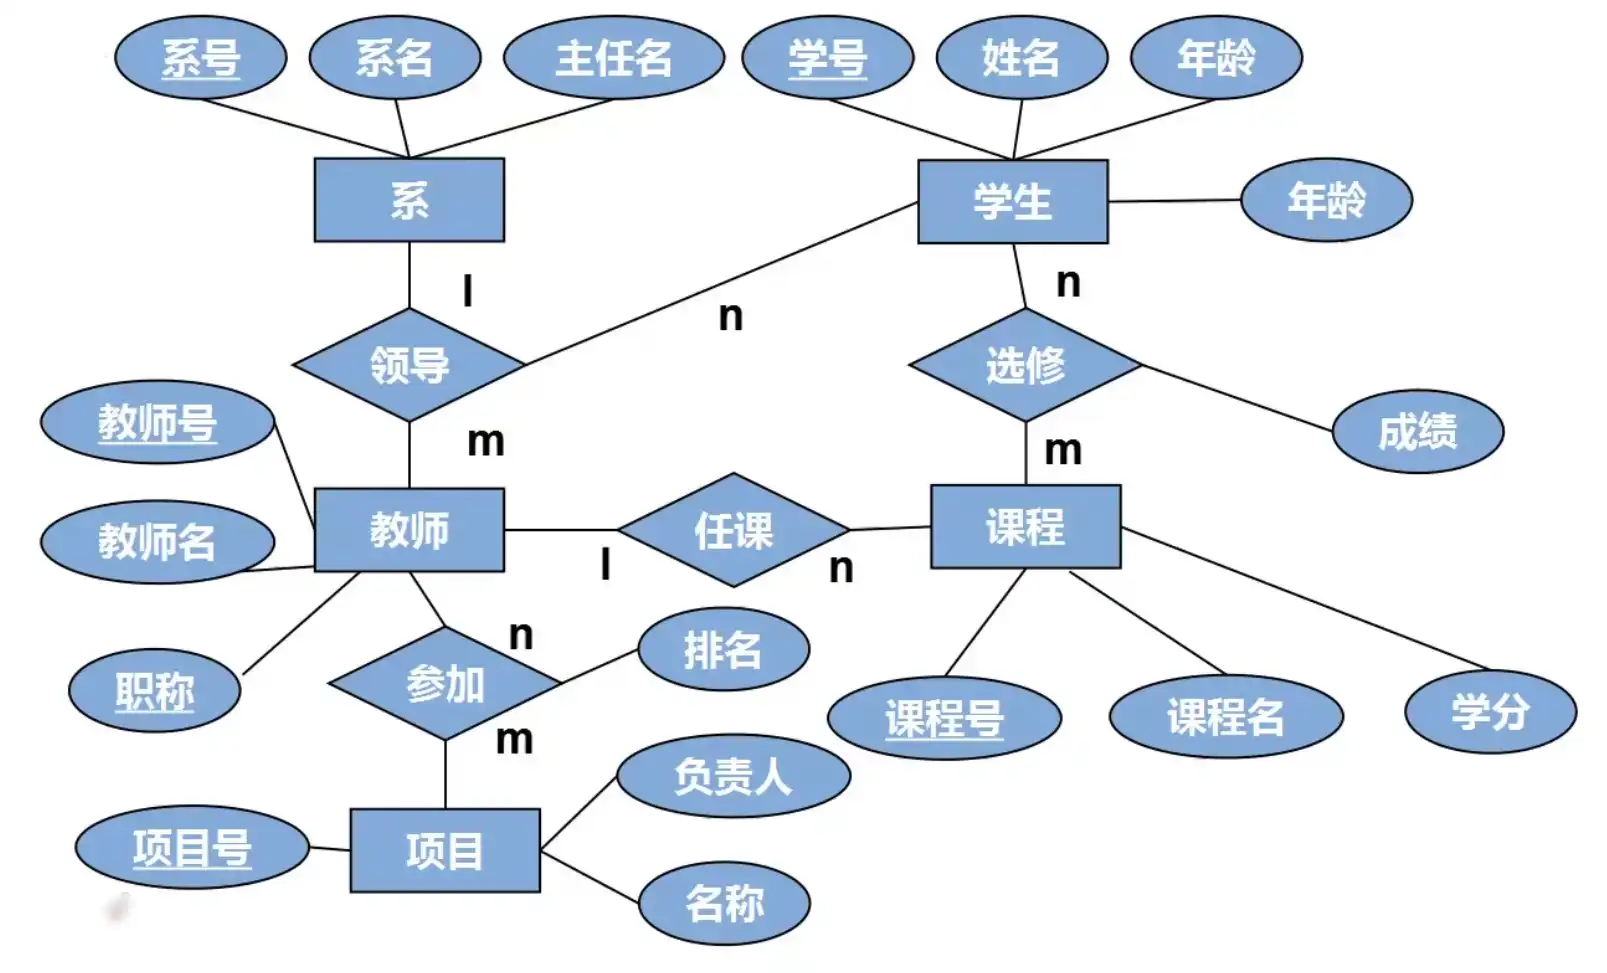 系号
系名
主任名
学号
姓名
年龄
系
学生
年龄
l
n
n
领导
选修
教师号
m
m
成绩
教师名
教师
任课
课程
l
n
职称
n
排名
参加
课程号
课程名
学分
m
负责人
项目号
项目
名称